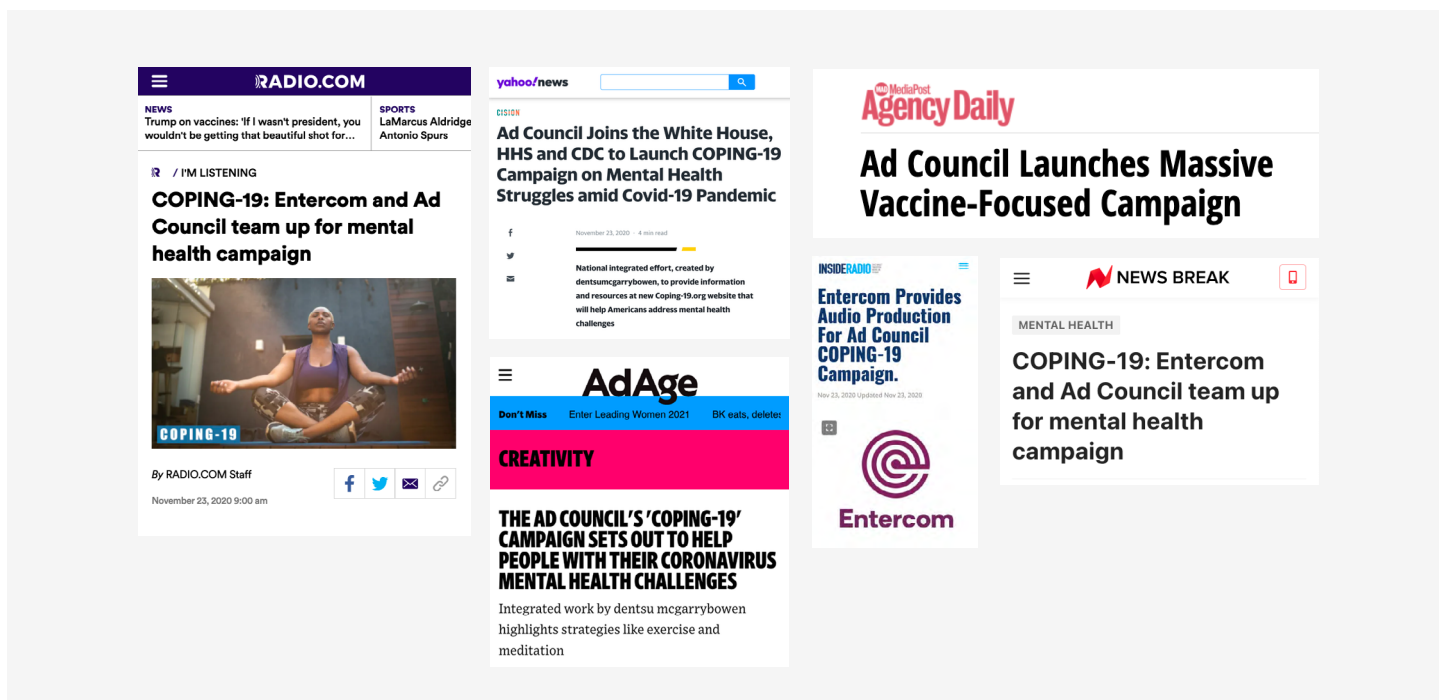 RADIO.COM
NEWS
Trump on vaccines: 'If I wasn't president, you
wouldn't be getting that beautiful shot for...
SPORTS
LaMarcus Aldridge
Antonio Spurs
/ I'M LISTENING
COPING-19: Entercom and Ad
Council team up for mental
health campaign
COPING-19
By RADIO.COM Staff
November 23, 2020 9:00 am
yahoo!news
CISION
Ad Council Joins the White House,
HHS and CDC to Launch COPING-19
Campaign on Mental Health
Struggles amid Covid-19 Pandemic
November 23, 2020 · 4 min read
National integrated effort, created by
dentsumcgarrybowen, to provide information
and resources at new Coping-19.org website that
will help Americans address mental health
challenges
AdAge
Don't Miss Enter Leading Women 2021 BK eats, deletes
CREATIVITY
THE AD COUNCIL'S 'COPING-19'
CAMPAIGN SETS OUT TO HELP
PEOPLE WITH THEIR CORONAVIRUS
MENTAL HEALTH CHALLENGES
Integrated work by dentsu mcgarrybowen
highlights strategies like exercise and
meditation
MediaPost
Agency Daily
Ad Council Launches Massive
Vaccine-Focused Campaign
INSIDERADIO
Entercom Provides
Audio Production
For Ad Council
COPING-19
Campaign.
Nov 23, 2020 Updated Nov 23, 2020
Entercom
NEWS BREAK
MENTAL HEALTH
COPING-19: Entercom
and Ad Council team up
for mental health
campaign